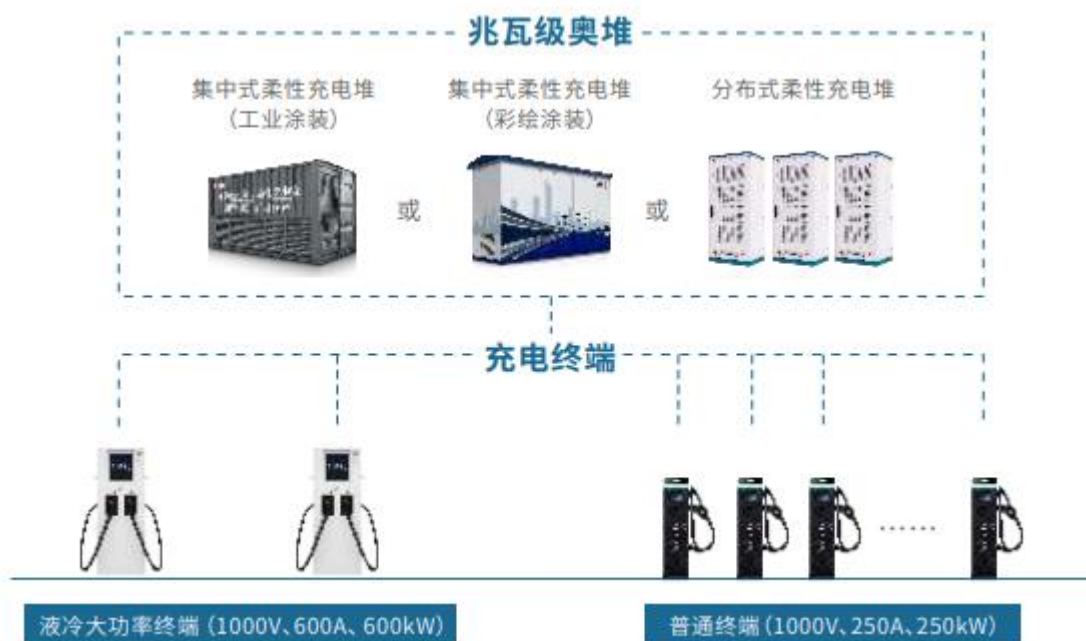 兆瓦级奥堆
集中式柔性充电堆
（工业涂装）
集中式柔性充电堆
（彩绘涂装）
分布式柔性充电堆
或
或
充电终端
......
液冷大功率终端（1000V、600A、600kW）
普通终端（1000V、250A、250kW）